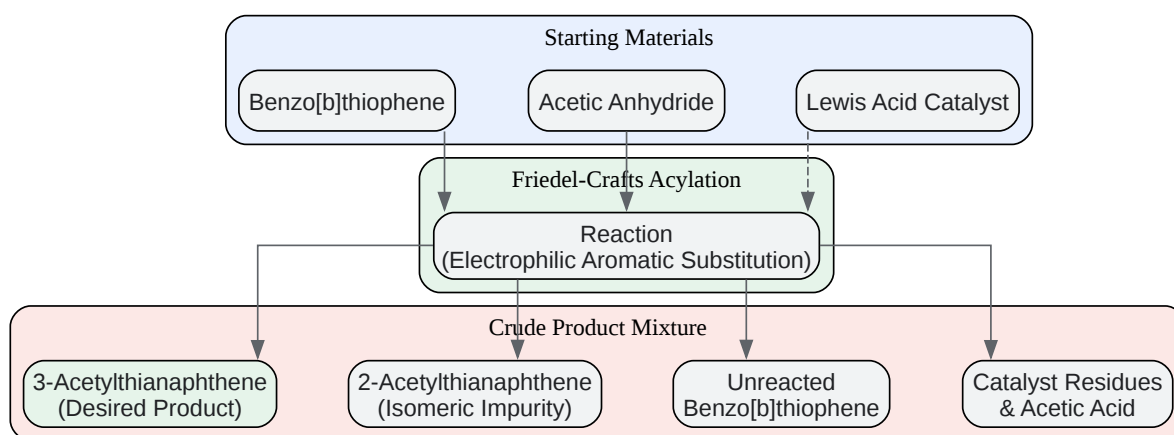 Starting Materials
Benzo[b]thiophene
Acetic Anhydride
Lewis Acid Catalyst
Friedel-Crafts Acylation
Reaction
(Electrophilic Aromatic Substitution)
Crude Product Mixture
3-Acetylthianaphthene
(Desired Product)
2-Acetylthianaphthene
(Isomeric Impurity)
Unreacted
Benzo[b]thiophene
Catalyst Residues
& Acetic Acid